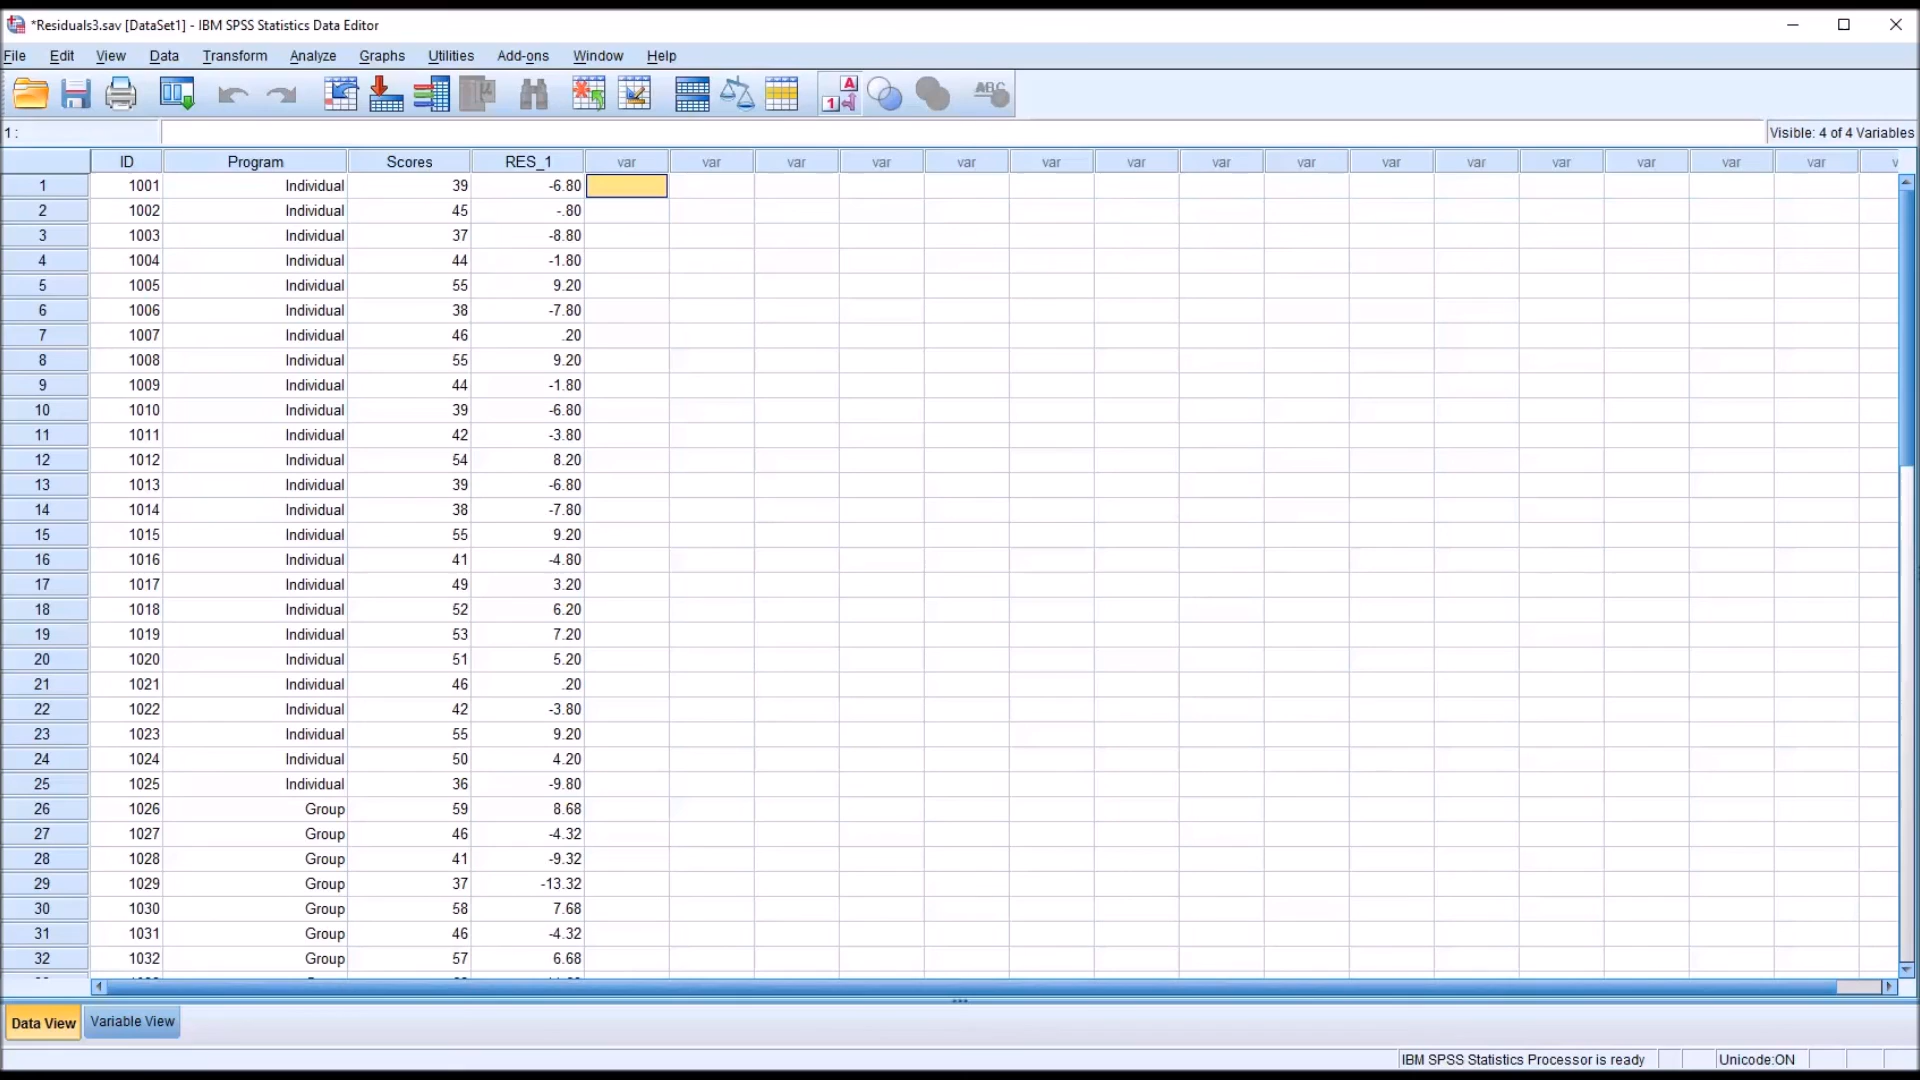 *Residuals3.sav [DataSet1] - IBM SPSS Statistics Data Editor
File Edit View Data Transform Analyze Graphs Utilities Add-ons Window Help
1 A ABC
1 : Visible: 4 of 4 Variables
ID Program Scores RES_1 var var var var var var var var var var var var var var var
1 1001 Individual 39 -6.80
2 1002 Individual 45 -.80
3 1003 Individual 37 -8.80
4 1004 Individual 44 -1.80
5 1005 Individual 55 9.20
6 1006 Individual 38 -7.80
7 1007 Individual 46 .20
8 1008 Individual 55 9.20
9 1009 Individual 44 -1.80
10 1010 Individual 39 -6.80
11 1011 Individual 42 -3.80
12 1012 Individual 54 8.20
13 1013 Individual 39 -6.80
14 1014 Individual 38 -7.80
15 1015 Individual 55 9.20
16 1016 Individual 41 -4.80
17 1017 Individual 49 3.20
18 1018 Individual 52 6.20
19 1019 Individual 53 7.20
20 1020 Individual 51 5.20
21 1021 Individual 46 .20
22 1022 Individual 42 -3.80
23 1023 Individual 55 9.20
24 1024 Individual 50 4.20
25 1025 Individual 36 -9.80
26 1026 Group 59 8.68
27 1027 Group 46 -4.32
28 1028 Group 41 -9.32
29 1029 Group 37 -13.32
30 1030 Group 58 7.68
31 1031 Group 46 -4.32
32 1032 Group 57 6.68
Data View Variable View
IBM SPSS Statistics Processor is ready Unicode:ON